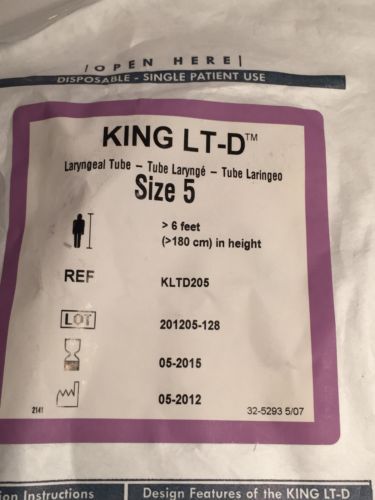 OPEN HERE
DISPOSABLE - SINGLE PATIENT USE
KING LT-D™
Laryngeal Tube – Tube Laryngé – Tube Laringeo
Size 5
> 6 feet
(>180 cm) in height
REF KLTD205
LOT 201205-128
05-2015
05-2012
2141 32-5293 5/07
ion Instructions Design Features of the KING LT-D